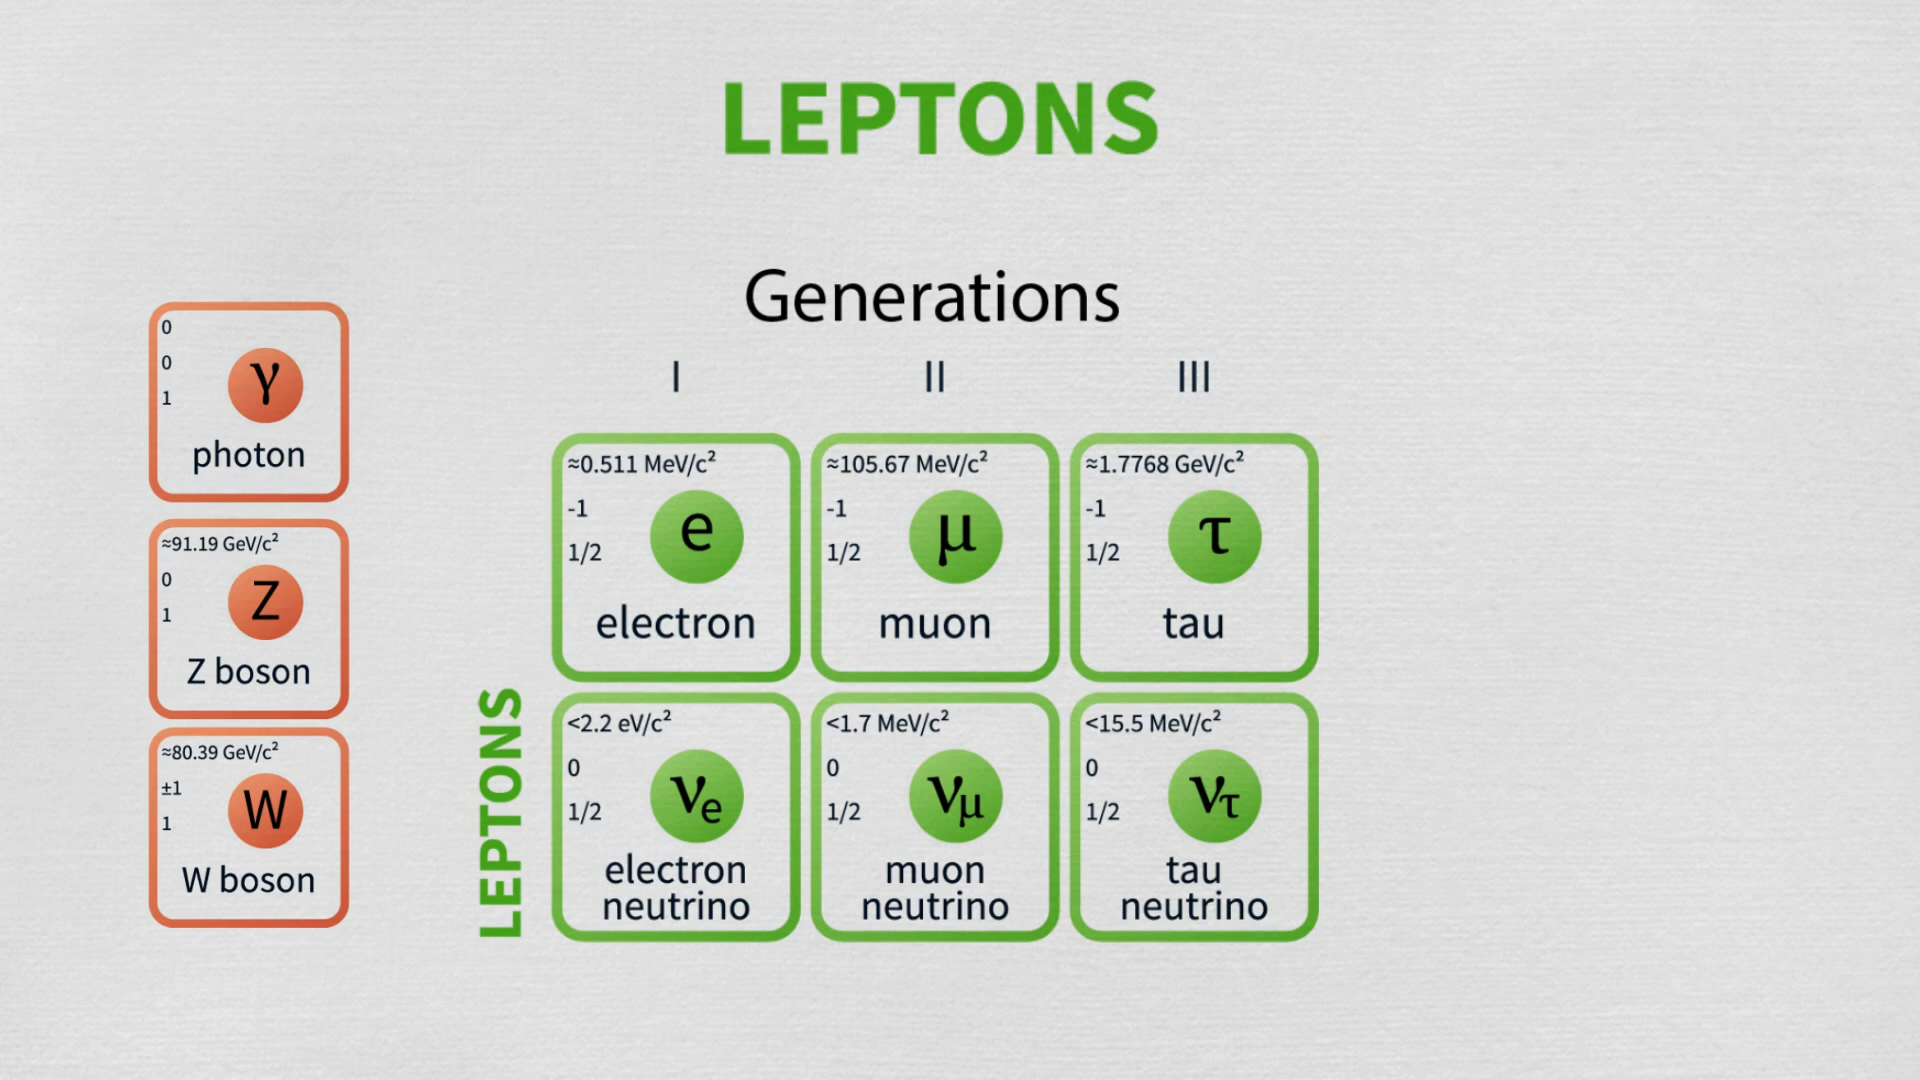 LEPTONS
Generations
I II III
0
0
1
γ
photon
≈91.19 GeV/c²
0
1
Z
Z boson
≈80.39 GeV/c²
±1
1
W
W boson
LEPTONS
≈0.511 MeV/c²
-1
1/2
e
electron
≈105.67 MeV/c²
-1
1/2
μ
muon
≈1.7768 GeV/c²
-1
1/2
τ
tau
<2.2 eV/c²
0
1/2
νe
electron
neutrino
<1.7 MeV/c²
0
1/2
νμ
muon
neutrino
<15.5 MeV/c²
0
1/2
ντ
tau
neutrino